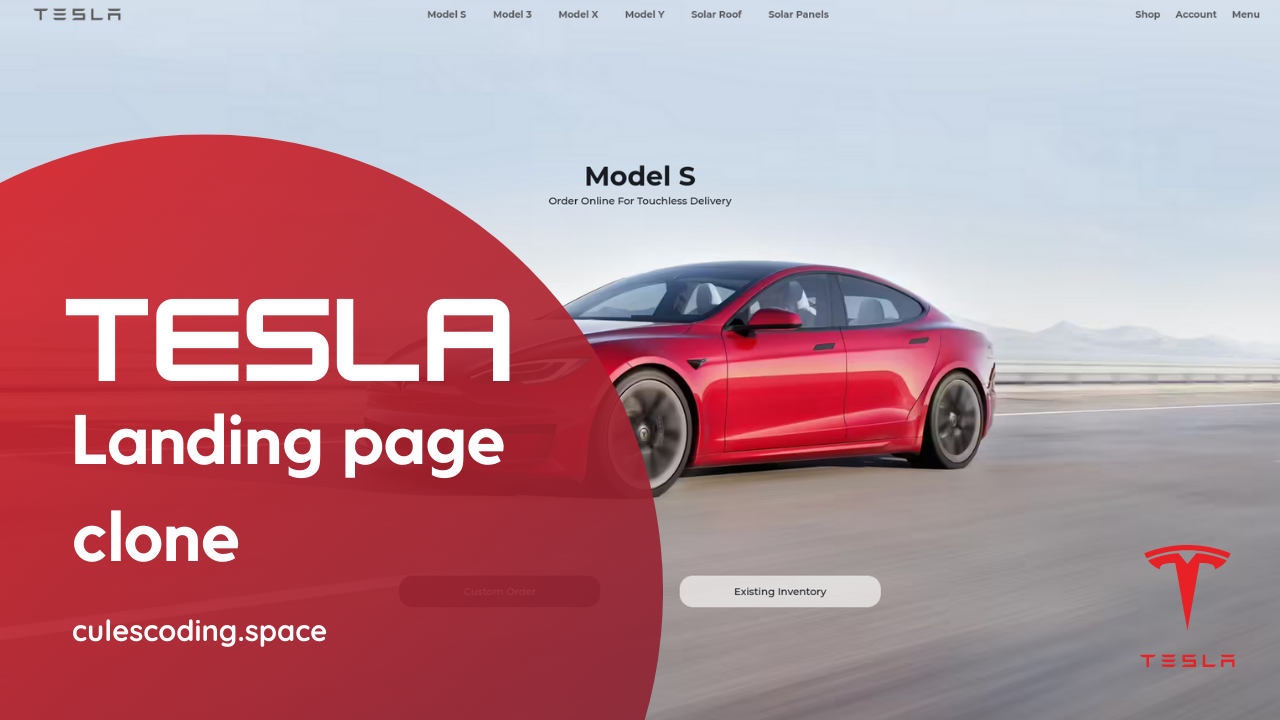 TESLA
Model S Model 3 Model X Model Y Solar Roof Solar Panels
Shop Account Menu
Model S
Order Online For Touchless Delivery
TESLA
Landing page
clone
culescoding.space
Custom Order
Existing Inventory
TESLA